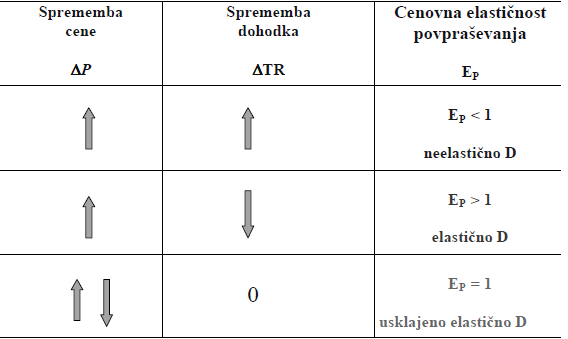 Sprememba
cene
ΔP
Sprememba
dohodka
ΔTR
Cenovna elastičnost
povpraševanja
EP
EP < 1
neelastično D
EP > 1
elastično D
0
EP = 1
usklajeno elastično D